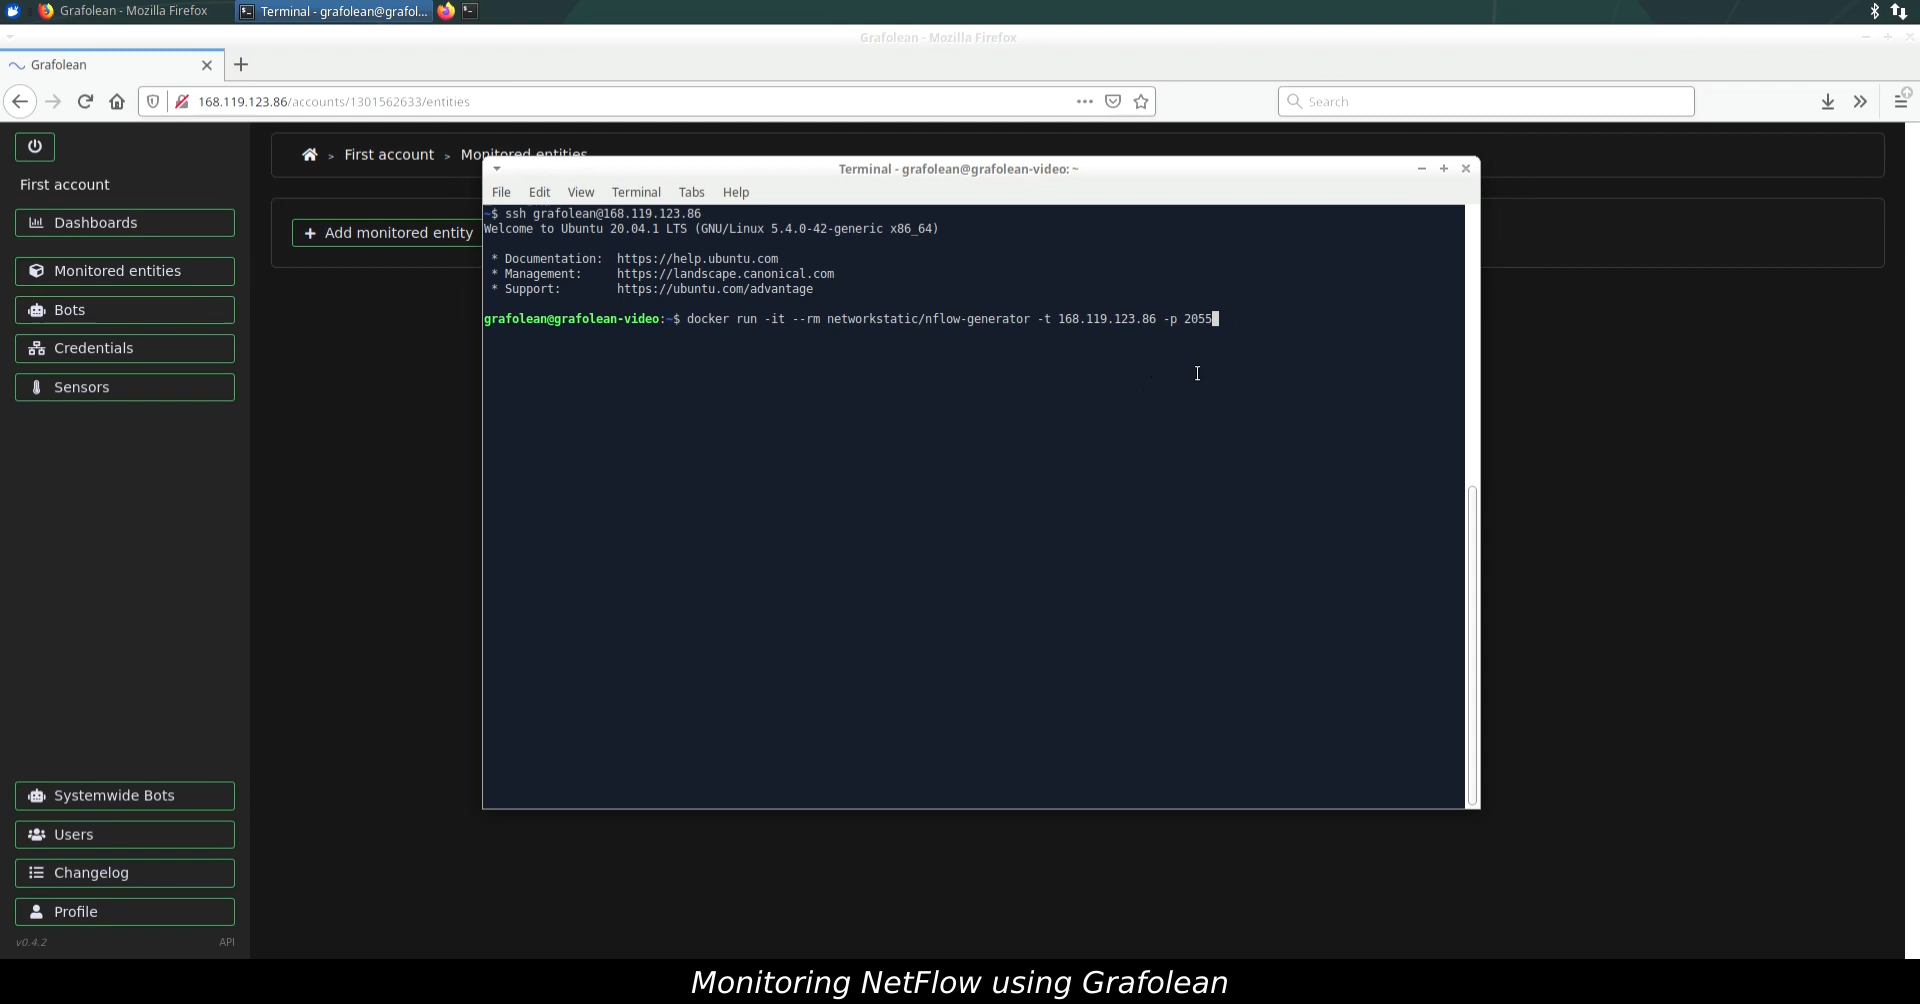 Grafolean - Mozilla Firefox
Terminal - grafolean@grafol...
Grafolean - Mozilla Firefox
Grafolean
168.119.123.86/accounts/1301562633/entities
Search
First account
Dashboards
Monitored entities
Bots
Credentials
Sensors
Systemwide Bots
Users
Changelog
Profile
v0.4.2 API
> First account > Monitored entities
+ Add monitored entity
Terminal - grafolean@grafolean-video: ~
File Edit View Terminal Tabs Help
~$ ssh grafolean@168.119.123.86
Welcome to Ubuntu 20.04.1 LTS (GNU/Linux 5.4.0-42-generic x86_64)
* Documentation: https://help.ubuntu.com
* Management: https://landscape.canonical.com
* Support: https://ubuntu.com/advantage
grafolean@grafolean-video:~$ docker run -it --rm networkstatic/nflow-generator -t 168.119.123.86 -p 2055
Monitoring NetFlow using Grafolean